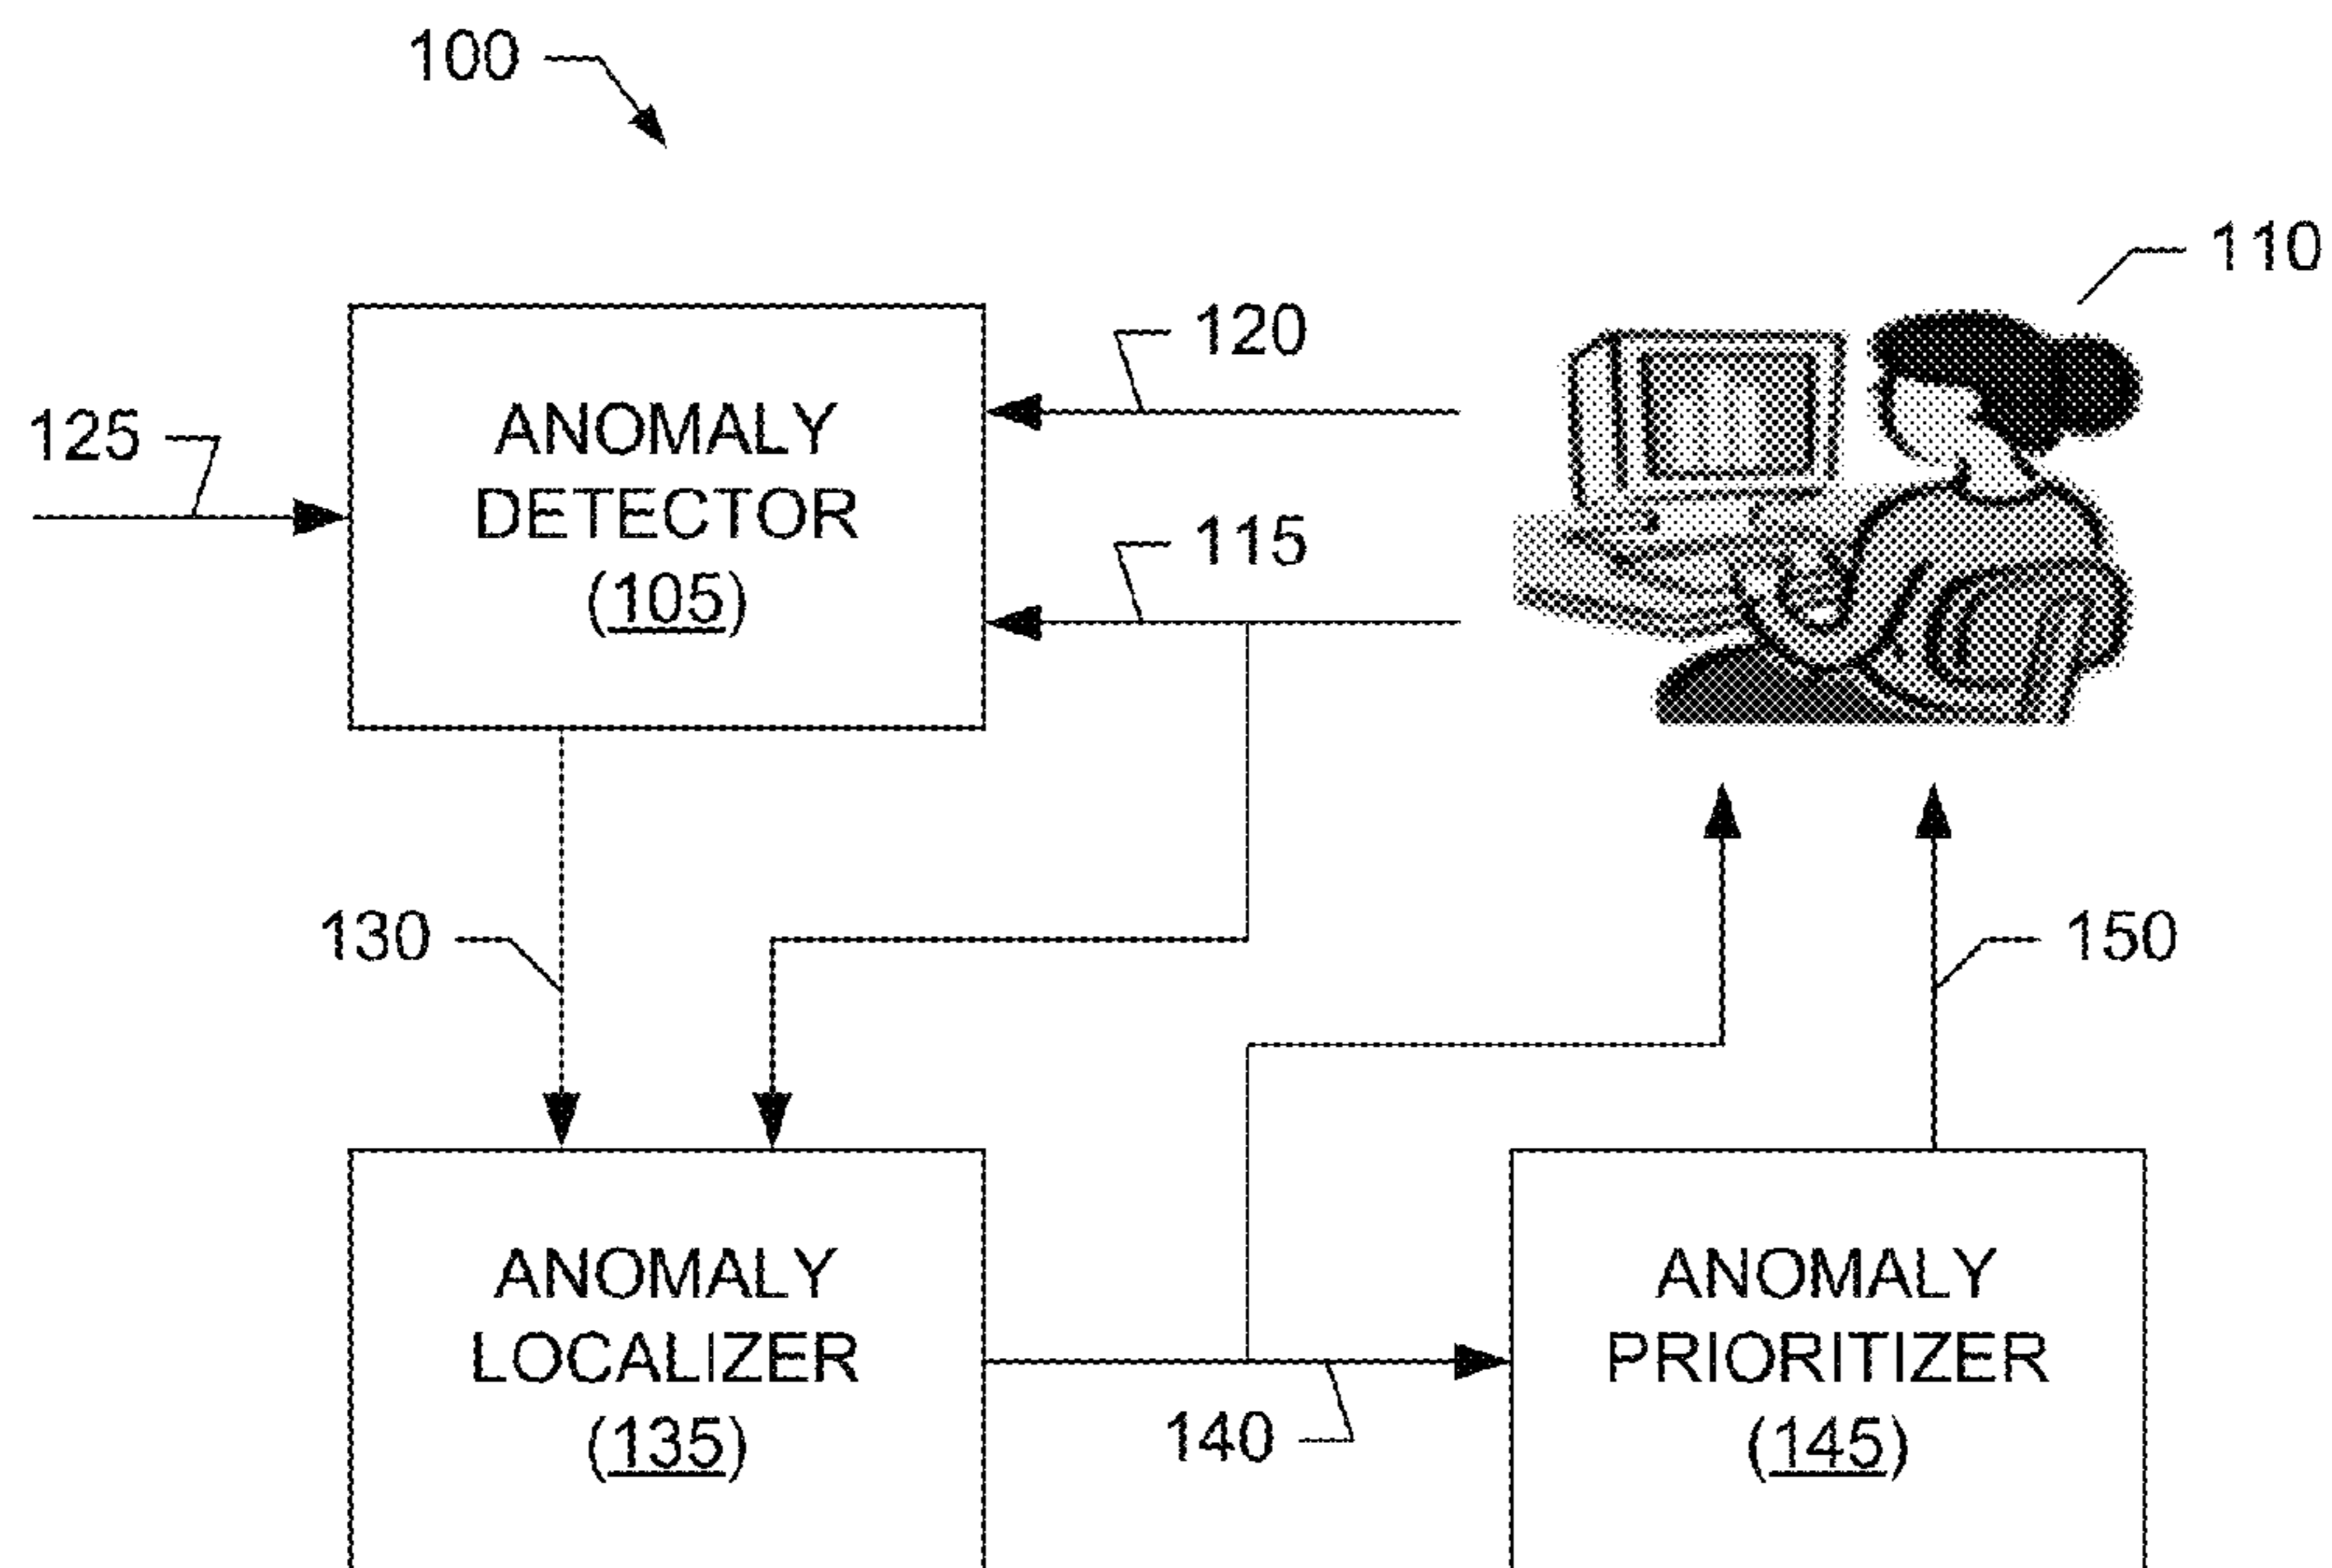 100
110
120
125
ANOMALY
DETECTOR
(105)
115
130
150
ANOMALY
LOCALIZER
(135)
140
ANOMALY
PRIORITIZER
(145)